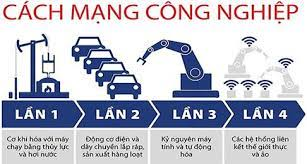 CÁCH MẠNG CÔNG NGHIỆP
LẦN 1
LẦN 2
LẦN 3
LẦN 4
Cơ khí hóa với máy
chạy bằng thủy lực
và hơi nước
Động cơ điện và
dây chuyền lắp ráp,
sản xuất hàng loạt
Kỷ nguyên máy
tính và tự động
hóa
Các hệ thống liên
kết thế giới thực
và ảo